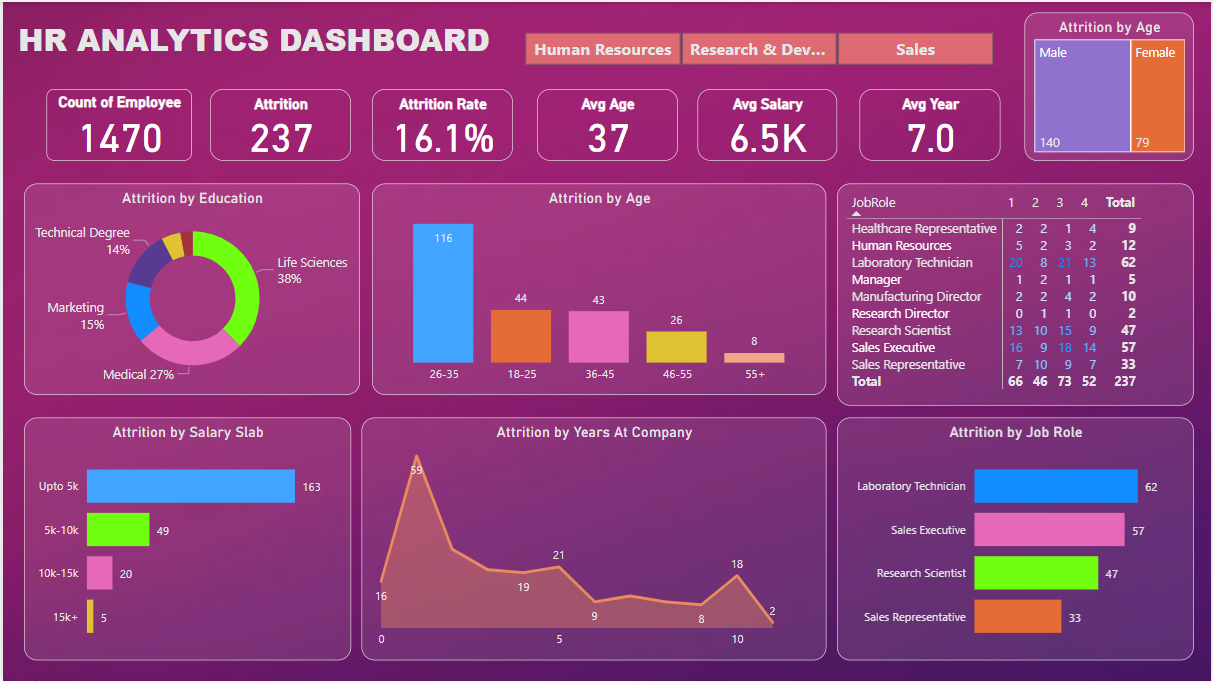 HR ANALYTICS DASHBOARD
Human Resources
Research & Dev...
Sales
Attrition by Age
Male
Female
140
79
Count of Employee
1470
Attrition
237
Attrition Rate
16.1%
Avg Age
37
Avg Salary
6.5K
Avg Year
7.0
Attrition by Education
Technical Degree
14%
Life Sciences
38%
Marketing
15%
Medical 27%
Attrition by Age
116
44
43
26
8
26-35 18-25 36-45 46-55 55+
JobRole 1 2 3 4 Total
Healthcare Representative 2 2 1 4 9
Human Resources 5 2 3 2 12
Laboratory Technician 20 8 21 13 62
Manager 1 2 1 1 5
Manufacturing Director 2 2 4 2 10
Research Director 0 1 1 0 2
Research Scientist 13 10 15 9 47
Sales Executive 16 9 18 14 57
Sales Representative 7 10 9 7 33
Total 66 46 73 52 237
Attrition by Salary Slab
Upto 5k 163
5k-10k 49
10k-15k 20
15k+ 5
Attrition by Years At Company
59
16
19
21
9
8
18
2
0 5 10
Attrition by Job Role
Laboratory Technician 62
Sales Executive 57
Research Scientist 47
Sales Representative 33